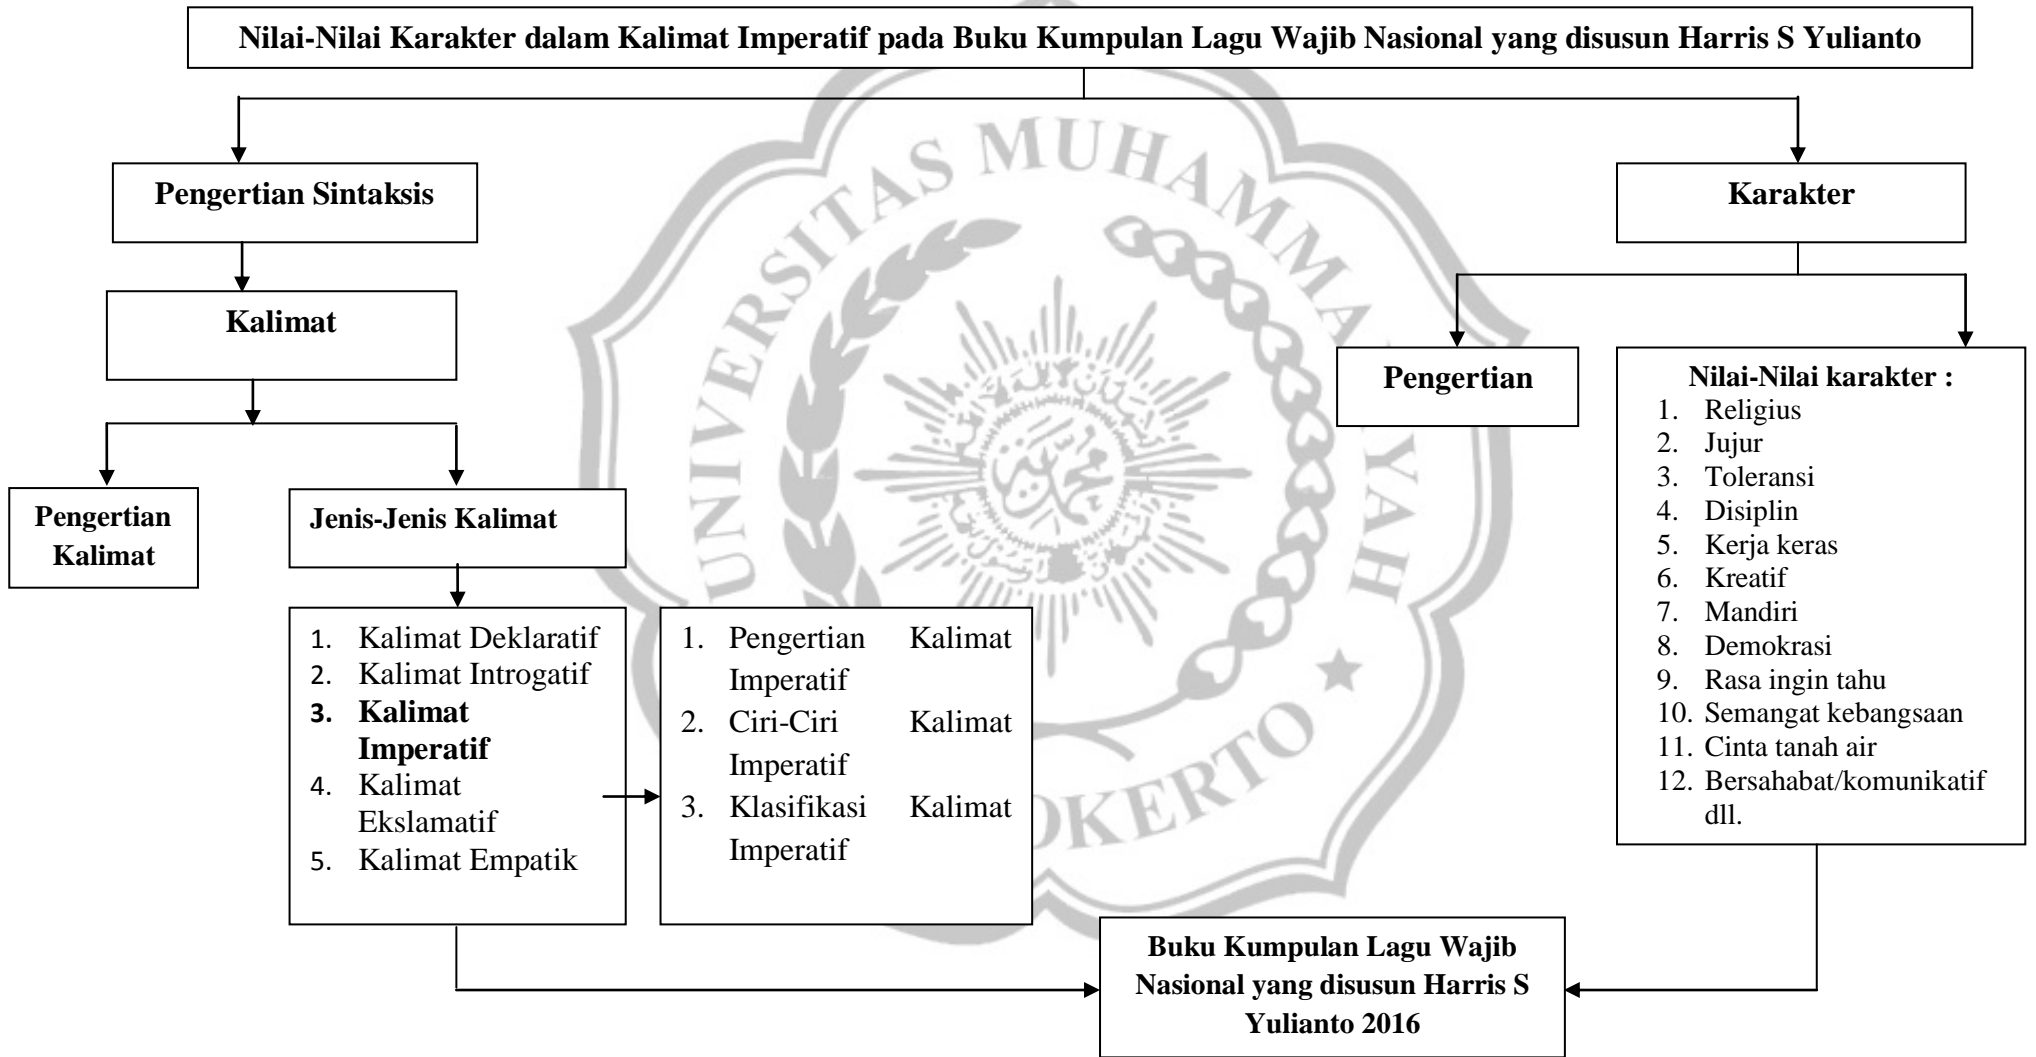 Nilai-Nilai Karakter dalam Kalimat Imperatif pada Buku Kumpulan Lagu Wajib Nasional yang disusun Harris S Yulianto
UNIVERSITAS MUHAMMA YAH
OKERTO
Pengertian Sintaksis
Karakter
Kalimat
Pengertian
Nilai-Nilai karakter :
1. Religius
2. Jujur
3. Toleransi
4. Disiplin
5. Kerja keras
6. Kreatif
7. Mandiri
8. Demokrasi
9. Rasa ingin tahu
10. Semangat kebangsaan
11. Cinta tanah air
12. Bersahabat/komunikatif
dll.
Pengertian
Kalimat
Jenis-Jenis Kalimat
1. Kalimat Deklaratif
2. Kalimat Introgatif
3. Kalimat
Imperatif
4. Kalimat
Ekslamatif
5. Kalimat Empatik
1. Pengertian Kalimat
Imperatif
2. Ciri-Ciri Kalimat
Imperatif
3. Klasifikasi Kalimat
Imperatif
Buku Kumpulan Lagu Wajib
Nasional yang disusun Harris S
Yulianto 2016